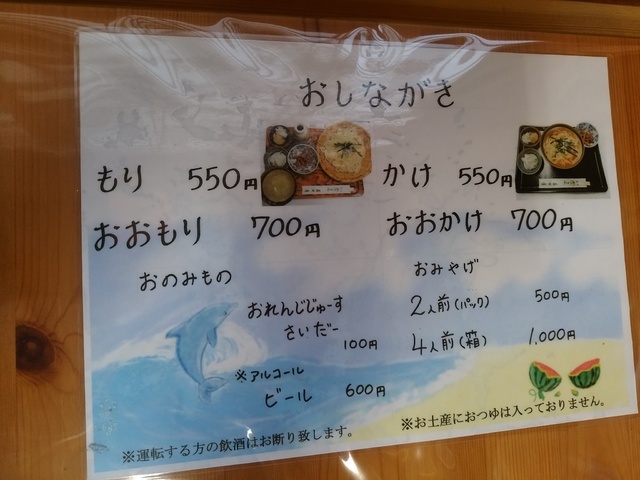 おしながき
もり 550円
かけ 550円
おおもり 700円
おおかけ 700円
おのみもの
おれんじじゅーす
さいだー
100円
※アルコール
ビール 600円
おみやげ
2人前(パック) 500円
4人前(箱) 1,000円
※お土産におつゆは入っておりません。
※運転する方の飲酒はお断り致します。